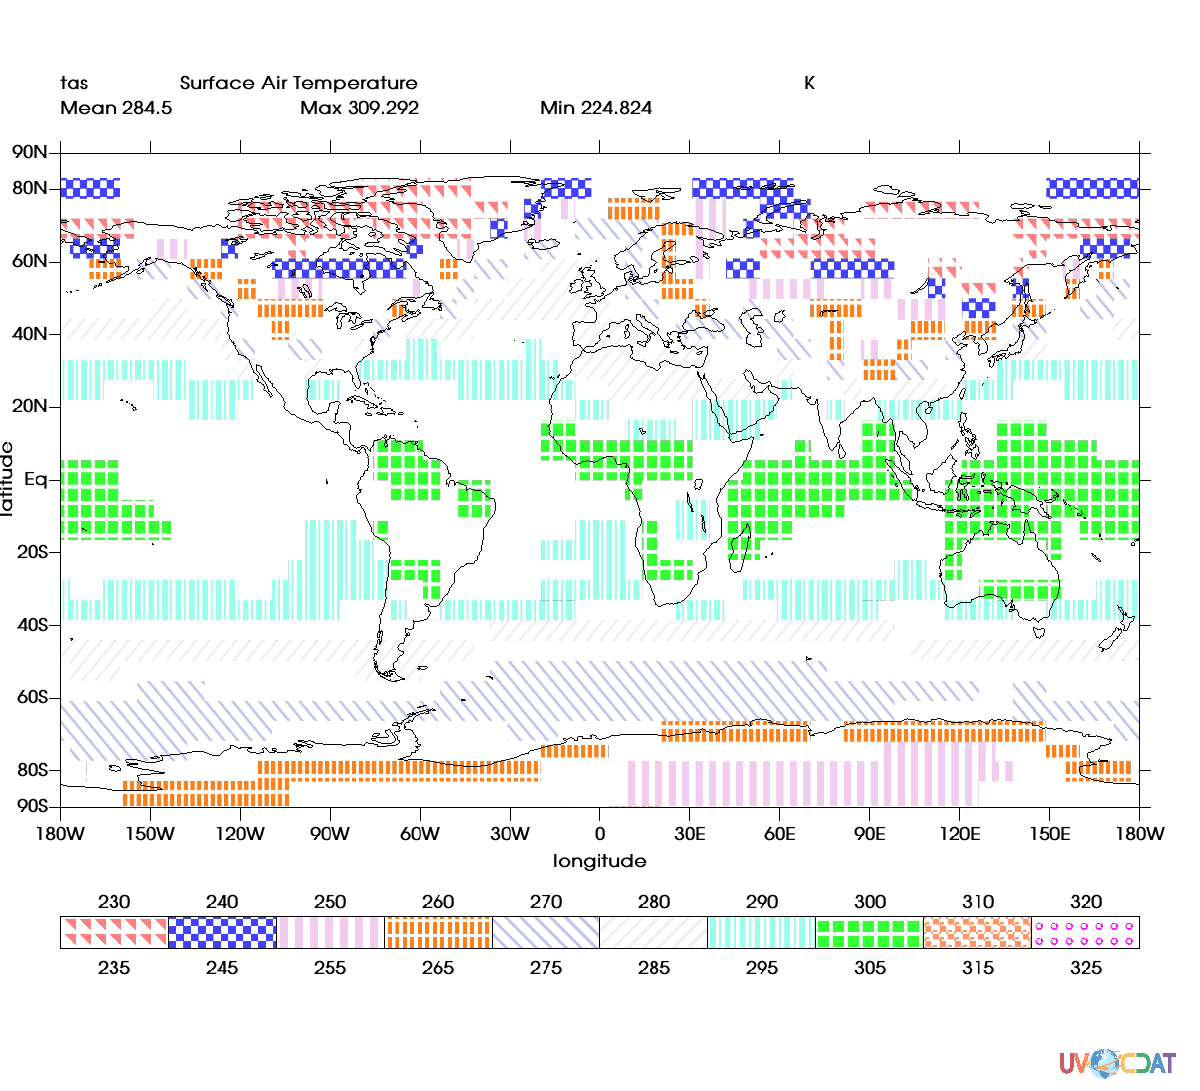 tas Surface Air Temperature K
Mean 284.5 Max 309.292 Min 224.824
90N
80N
60N
40N
20N
Eq
20S
40S
60S
80S
90S
latitude
180W 150W 120W 90W 60W 30W 0 30E 60E 90E 120E 150E 180W
longitude
230 240 250 260 270 280 290 300 310 320
235 245 255 265 275 285 295 305 315 325
UV CDAT